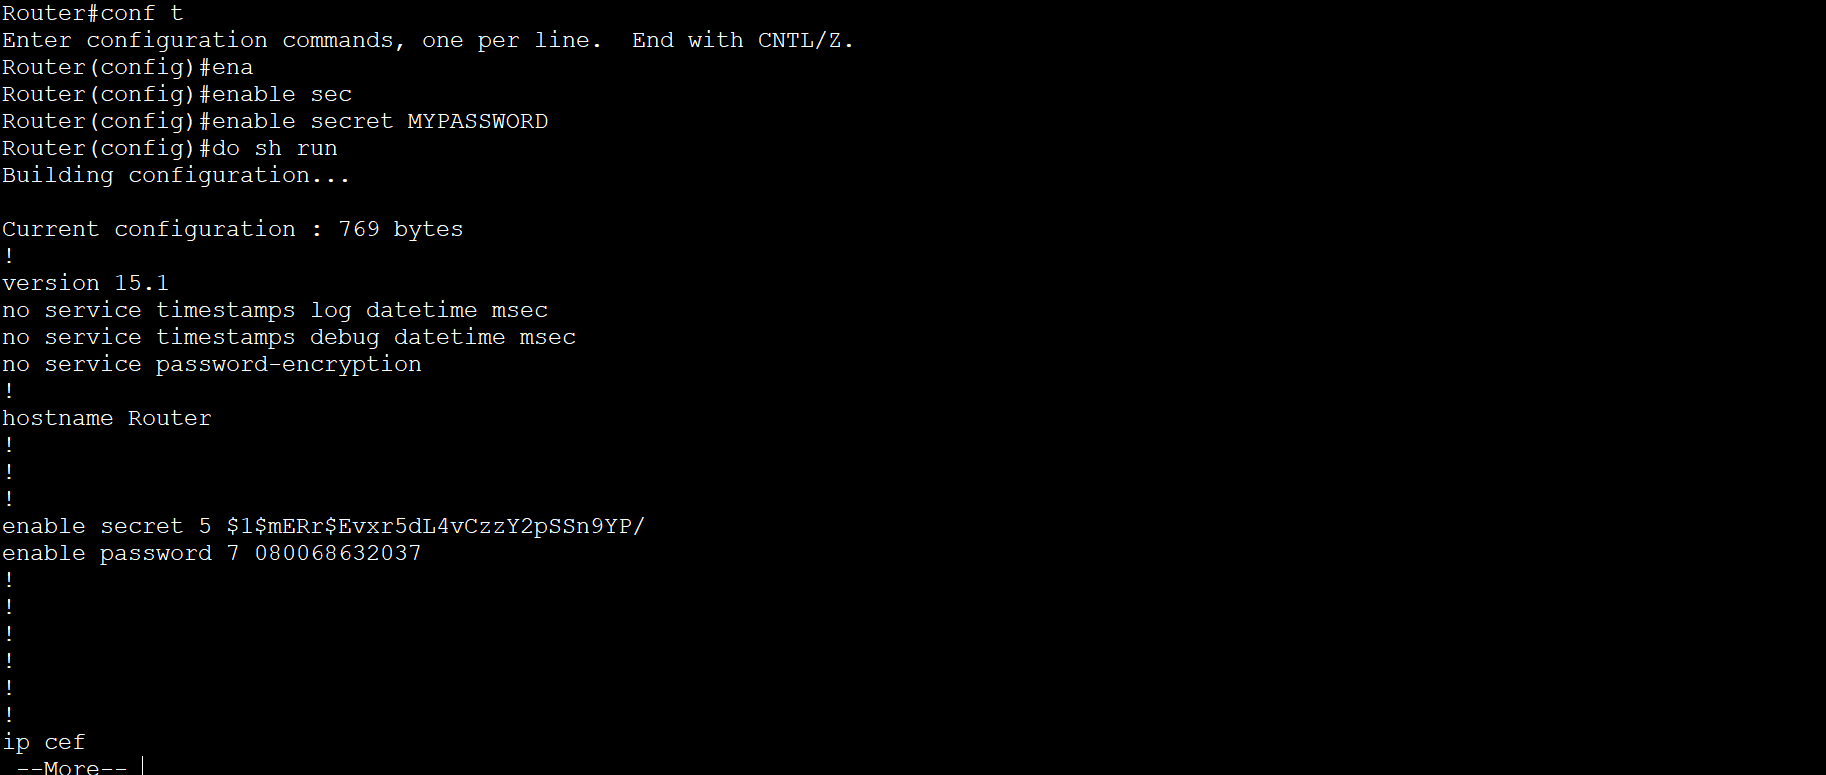 Router#conf t
Enter configuration commands, one per line.  End with CNTL/Z.
Router(config)#ena
Router(config)#enable sec
Router(config)#enable secret MYPASSWORD
Router(config)#do sh run
Building configuration...

Current configuration : 769 bytes
!
version 15.1
no service timestamps log datetime msec
no service timestamps debug datetime msec
no service password-encryption
!
hostname Router
!
!
!
enable secret 5 $1$mERr$Evxr5dL4vCzzY2pSSn9YP/
enable password 7 080068632037
!
!
!
!
!
!
ip cef
 --More--